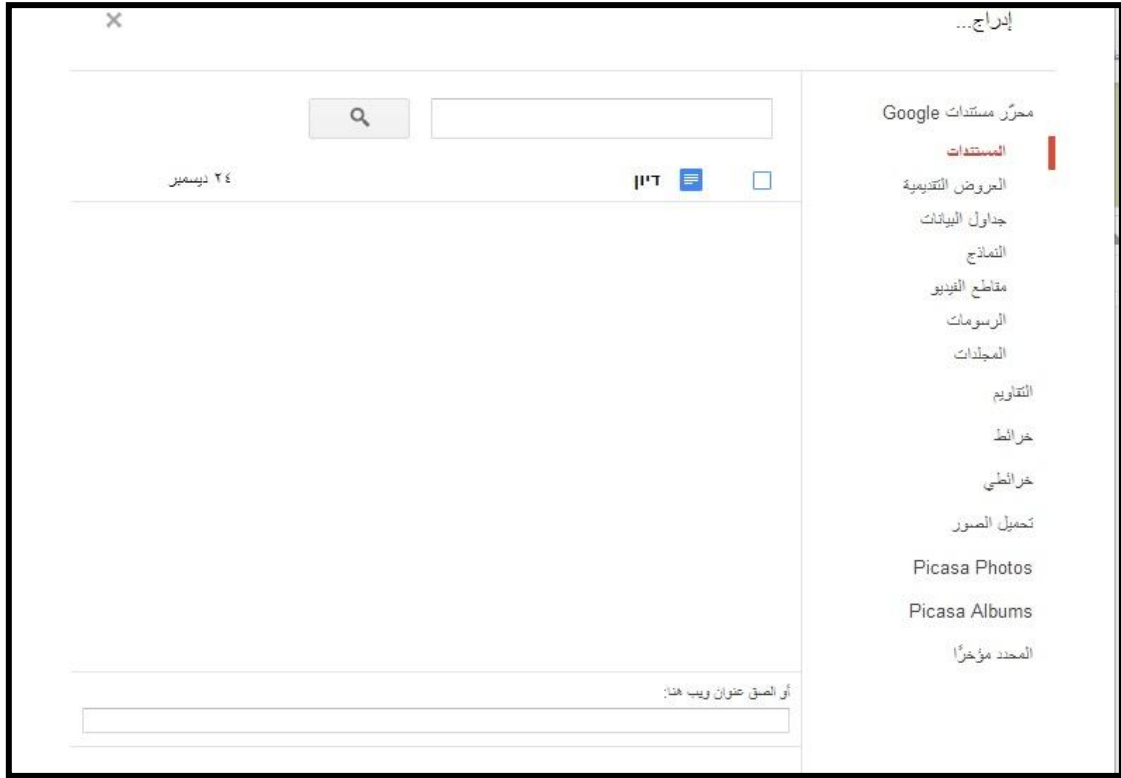 إدراج...
محرّر مستندات Google
المستندات
العروض التقديمية
جداول البيانات
النماذج
مقاطع الفيديو
الرسومات
المجلدات
التقاويم
خرائط
خرائطي
تحميل الصور
Picasa Photos
Picasa Albums
المحدد مؤخرًا
דיון ٢٤ ديسمبر
أو الصق عنوان ويب هنا: